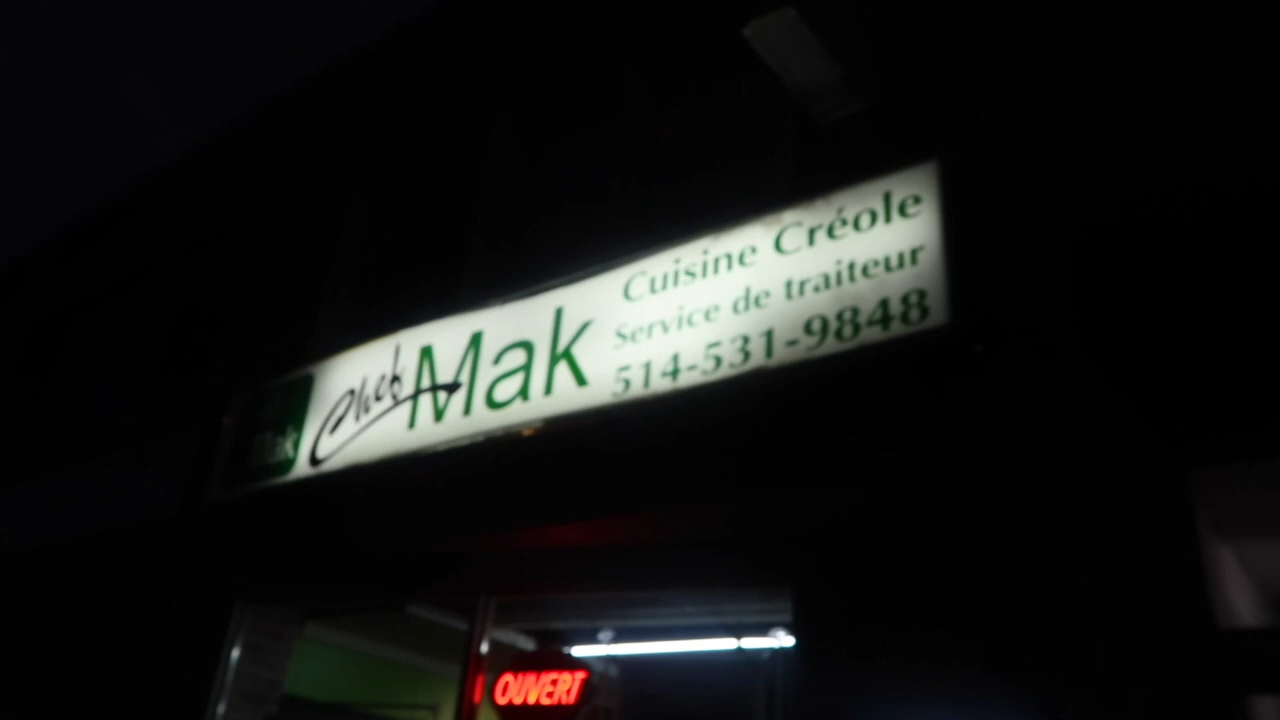 Chef Mak
Cuisine Créole
Service de traiteur
514-531-9848
OUVERT